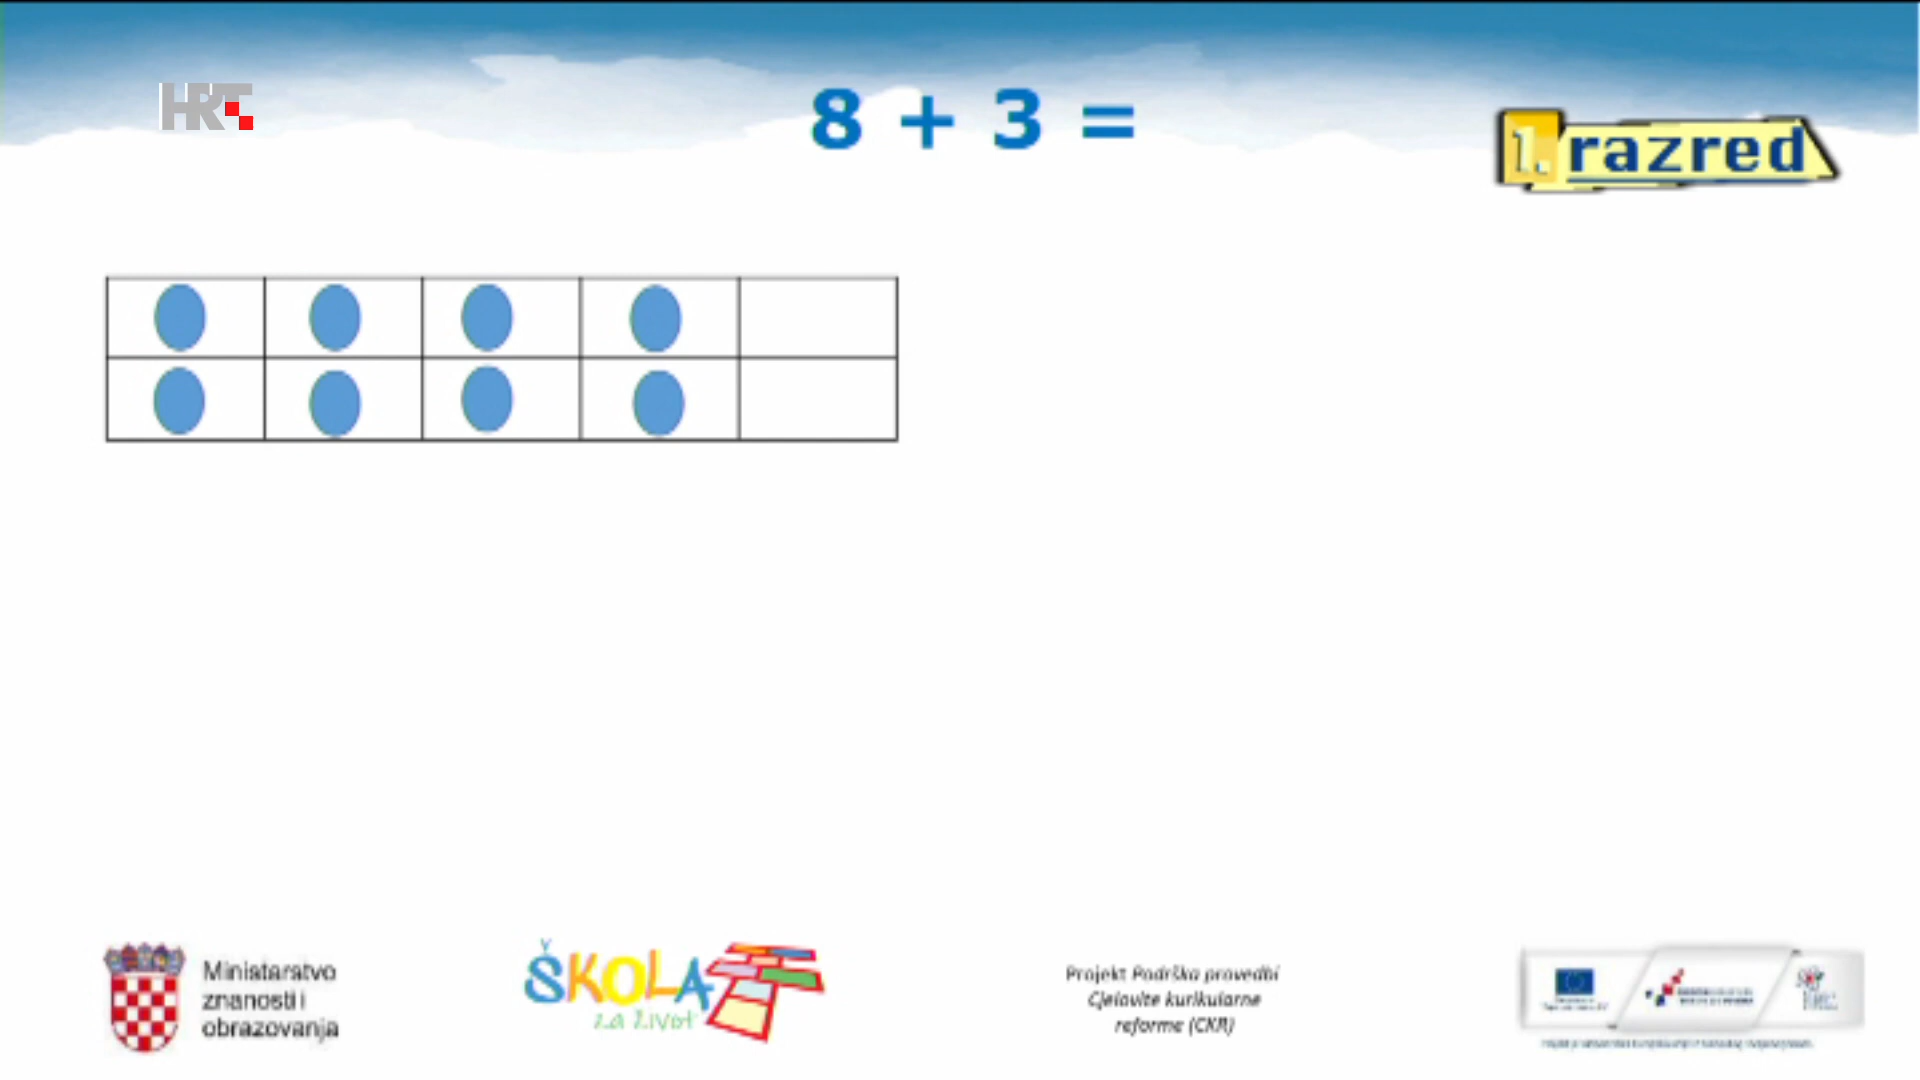 HRT
8 + 3 =
1. razred
Ministarstvo
znanosti i
obrazovanja
ŠKOLA
za život
Projekt Podrška provedbi
Cjelovite kurikularne
reforme (CKR)